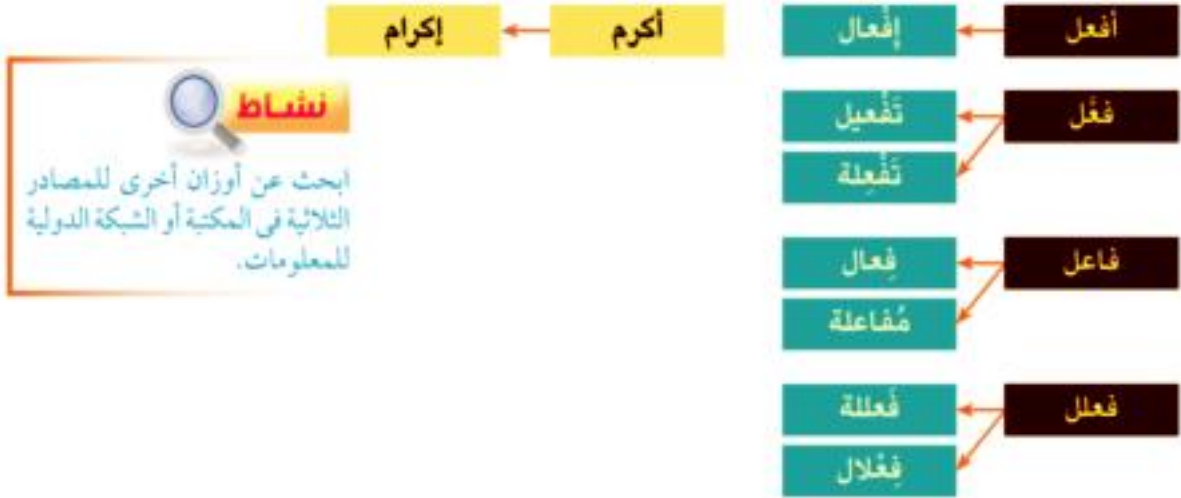 أفعل
إفْعال
أكرم
إكرام
فعَّل
تَفْعيل
تَفْعِلة
فاعل
فِعال
مُفاعلة
فعلل
فَعللة
فِعْلال
نشاط
ابحث عن أوزان أخرى للمصادر
الثلاثية فى المكتبة أو الشبكة الدولية
للمعلومات.